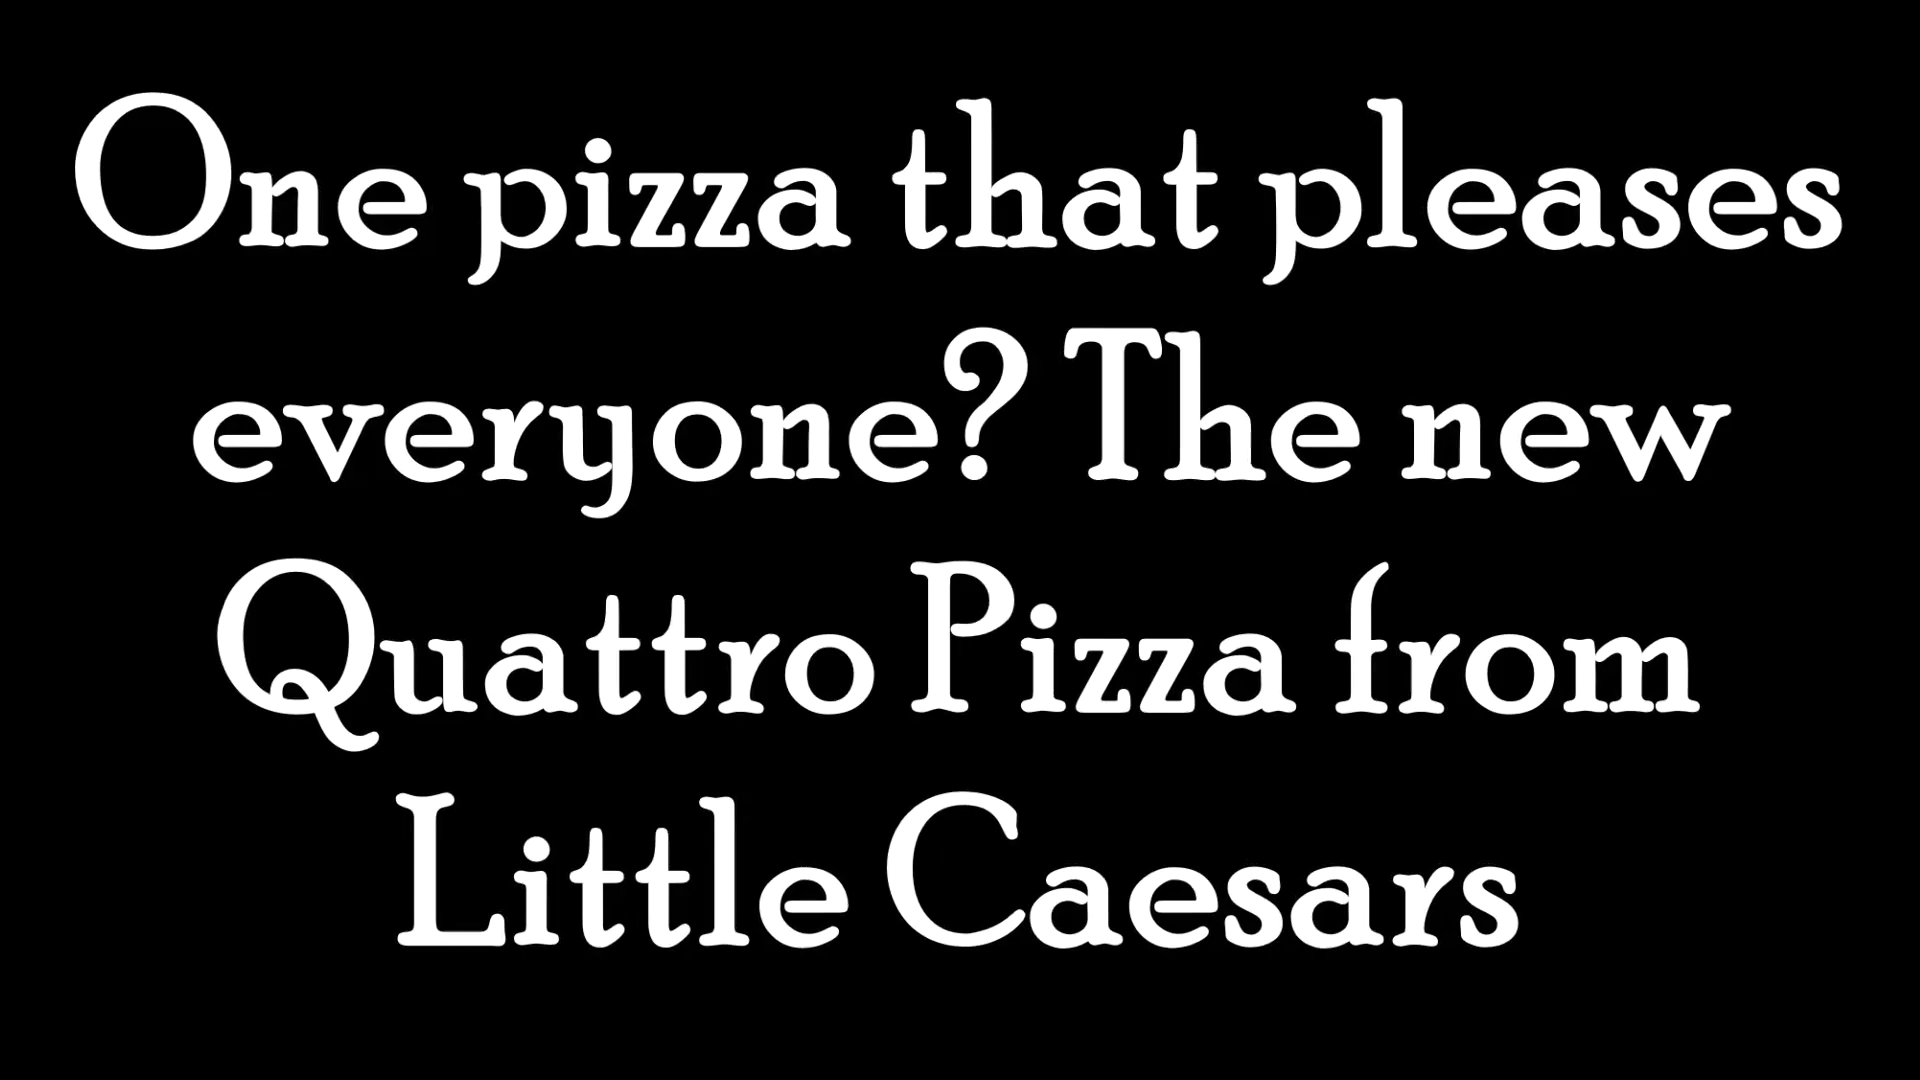 One pizza that pleases
everyone? The new
Quattro Pizza from
Little Caesars